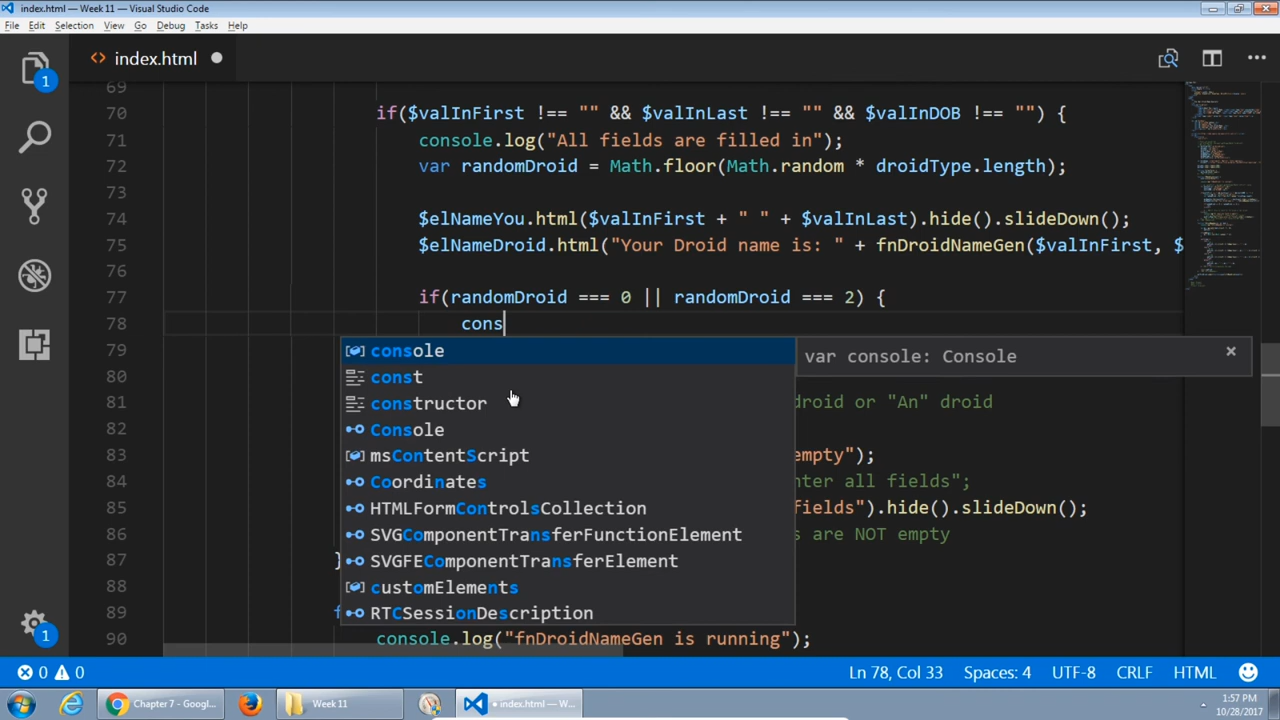 index.html — Week 11 — Visual Studio Code
File Edit Selection View Go Debug Tasks Help
1
index.html
69
70 if($valInFirst !== "" && $valInLast !== "" && $valInDOB !== "") {
71 console.log("All fields are filled in");
72 var randomDroid = Math.floor(Math.random * droidType.length);
73
74 $elNameYou.html($valInFirst + " " + $valInLast).hide().slideDown();
75 $elNameDroid.html("Your Droid name is: " + fnDroidNameGen($valInFirst, $
76
77 if(randomDroid === 0 || randomDroid === 2) {
78 cons
79 console var console: Console
80 const
81 constructor droid or "An" droid
82 Console
83 msContentScript empty");
84 Coordinates nter all fields";
85 HTMLFormControlsCollection fields").hide().slideDown();
86 SVGComponentTransferFunctionElement s are NOT empty
87 } SVGFEComponentTransferElement
88 customElements
89 f RTCSessionDescription
90 console.log("fnDroidNameGen is running");
1
0 0 Ln 78, Col 33 Spaces: 4 UTF-8 CRLF HTML
Chapter 7 - Googl... Week 11 index.html — W... 1:57 PM
10/28/2017